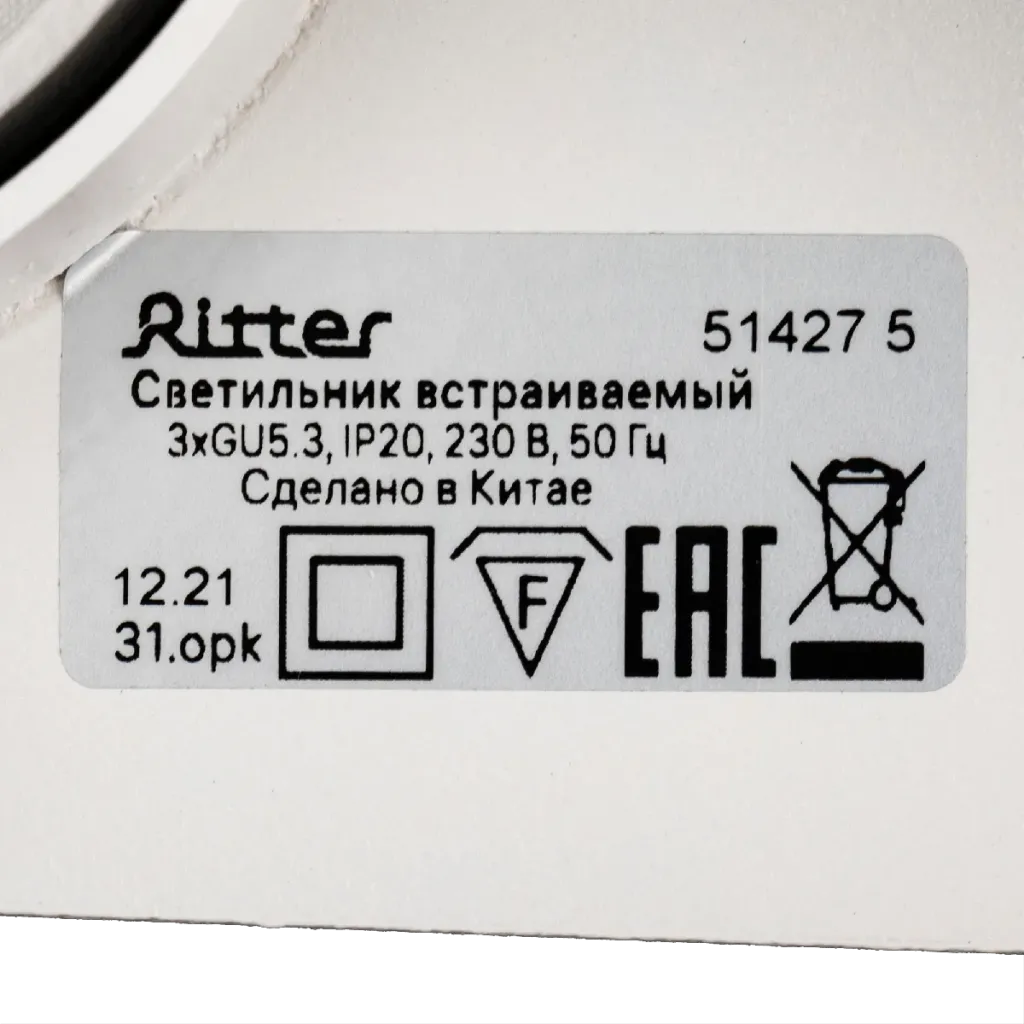 Ritter 51427 5
Светильник встраиваемый
3xGU5.3, IP20, 230 В, 50 Гц
Сделано в Китае
12.21
31.opk
F
EAC